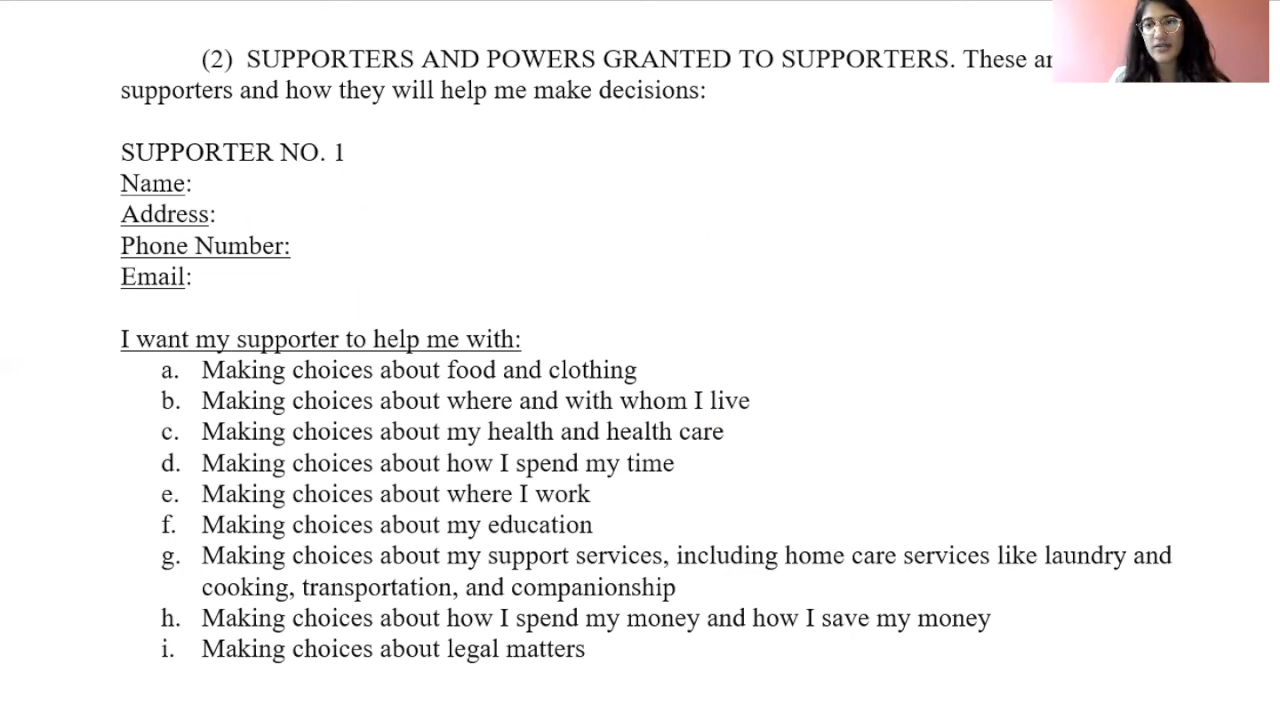 (2) SUPPORTERS AND POWERS GRANTED TO SUPPORTERS. These
supporters and how they will help me make decisions:
SUPPORTER NO. 1
Name:
Address:
Phone Number:
Email:
I want my supporter to help me with:
a. Making choices about food and clothing
b. Making choices about where and with whom I live
c. Making choices about my health and health care
d. Making choices about how I spend my time
e. Making choices about where I work
f. Making choices about my education
g. Making choices about my support services, including home care services like laundry and
cooking, transportation, and companionship
h. Making choices about how I spend my money and how I save my money
i. Making choices about legal matters